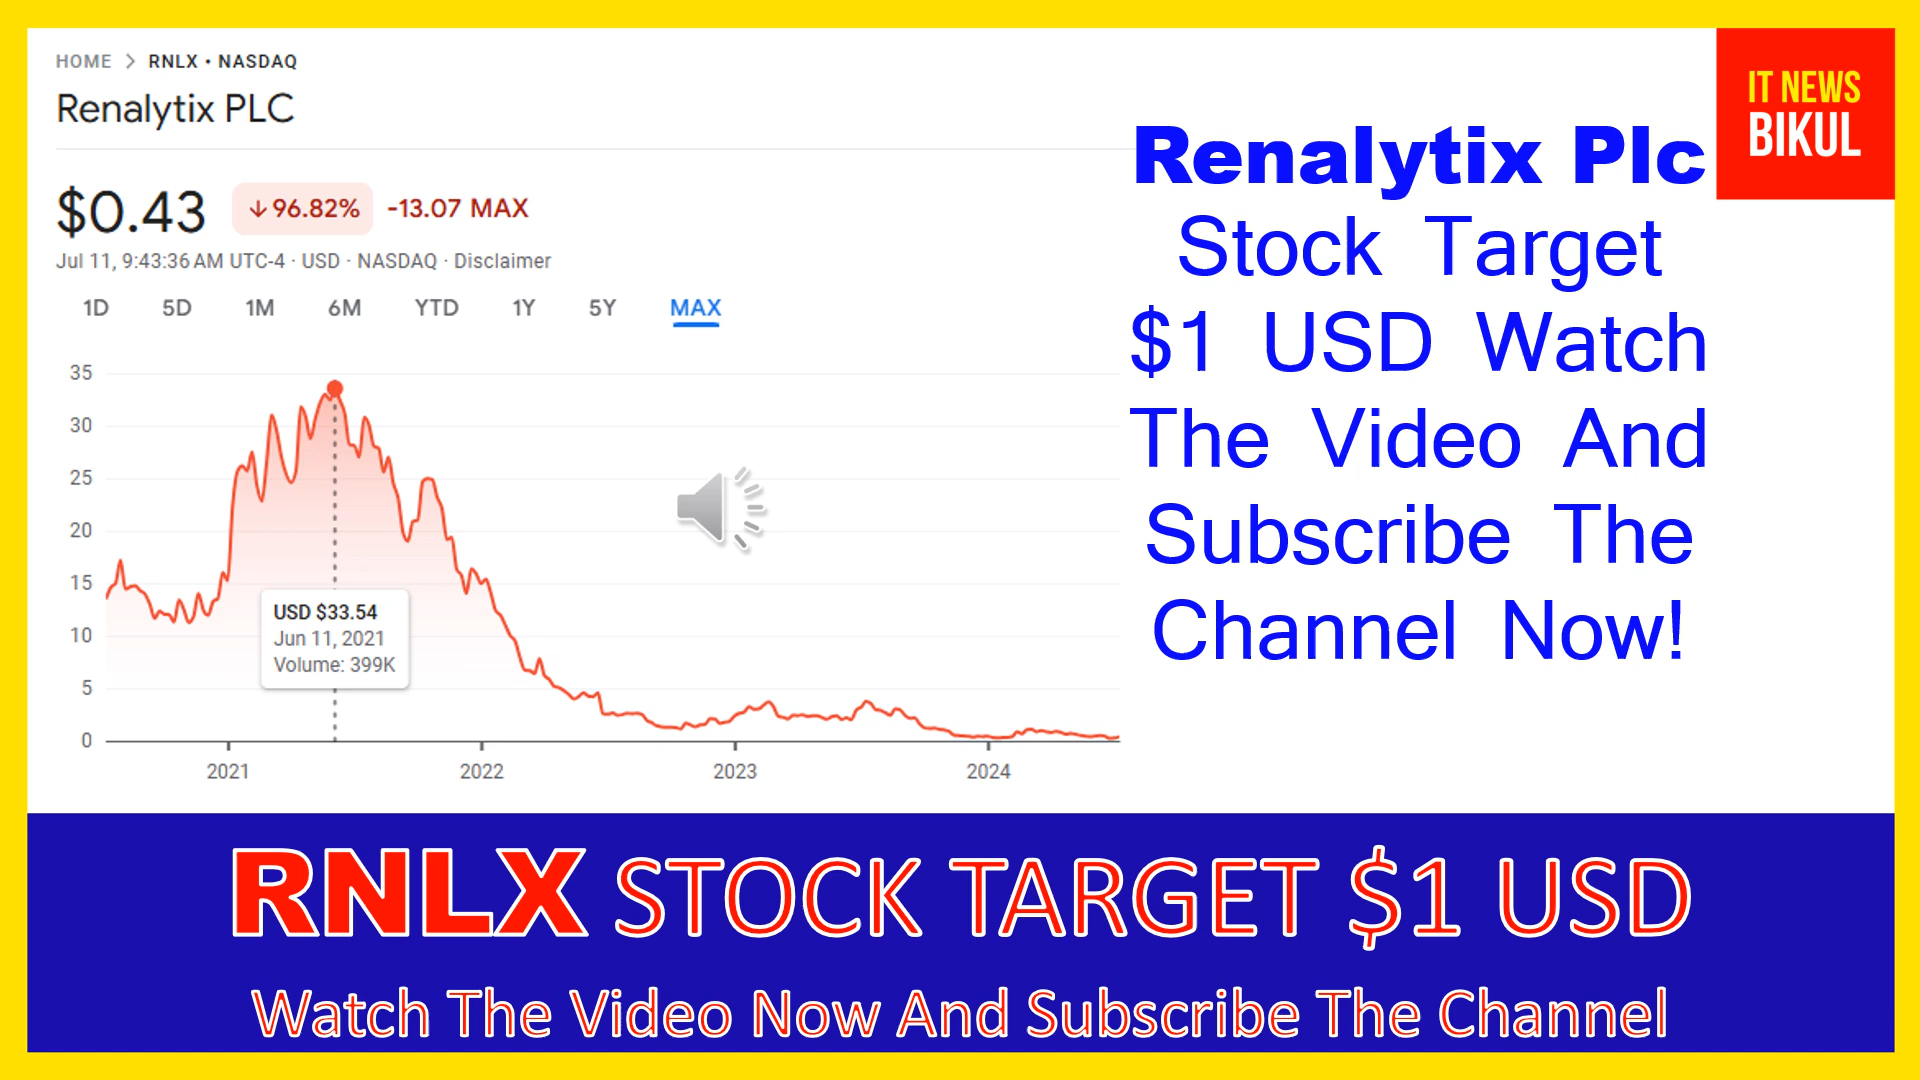 HOME > RNLX • NASDAQ
Renalytix PLC
$0.43 ↓96.82% -13.07 MAX
Jul 11, 9:43:36 AM UTC-4 · USD · NASDAQ · Disclaimer
1D 5D 1M 6M YTD 1Y 5Y MAX
35
30
25
20
15
10
5
0
USD $33.54
Jun 11, 2021
Volume: 399K
2021 2022 2023 2024
IT NEWS
BIKUL
Renalytix Plc
Stock Target
$1 USD Watch
The Video And
Subscribe The
Channel Now!
RNLX STOCK TARGET $1 USD
Watch The Video Now And Subscribe The Channel